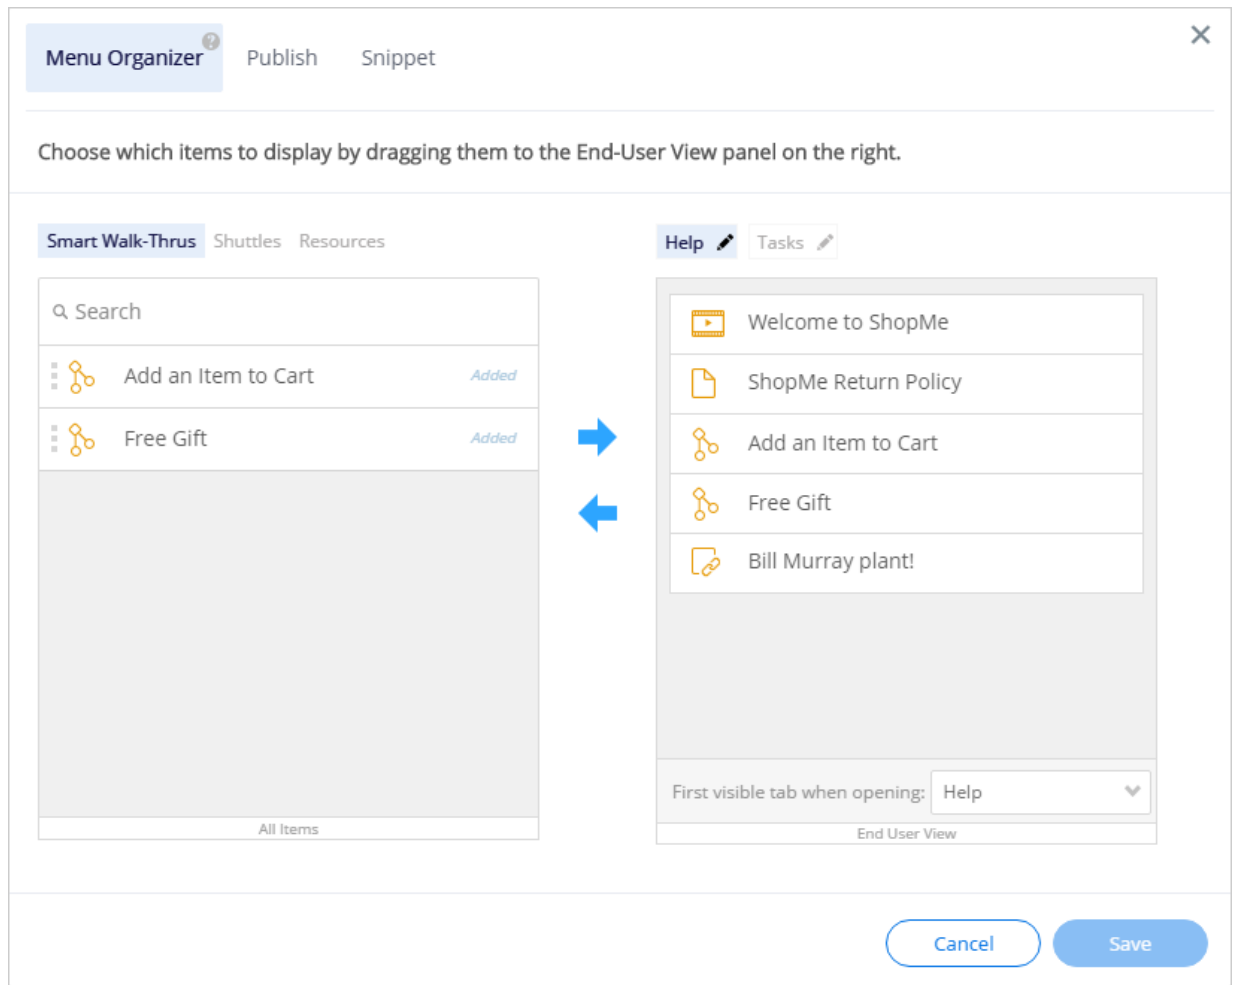 Menu Organizer ? Publish Snippet
Choose which items to display by dragging them to the End-User View panel on the right.
Smart Walk-Thrus Shuttles Resources
Search
Add an Item to Cart Added
Free Gift Added
All Items
Help Tasks
Welcome to ShopMe
ShopMe Return Policy
Add an Item to Cart
Free Gift
Bill Murray plant!
First visible tab when opening: Help
End User View
Cancel Save